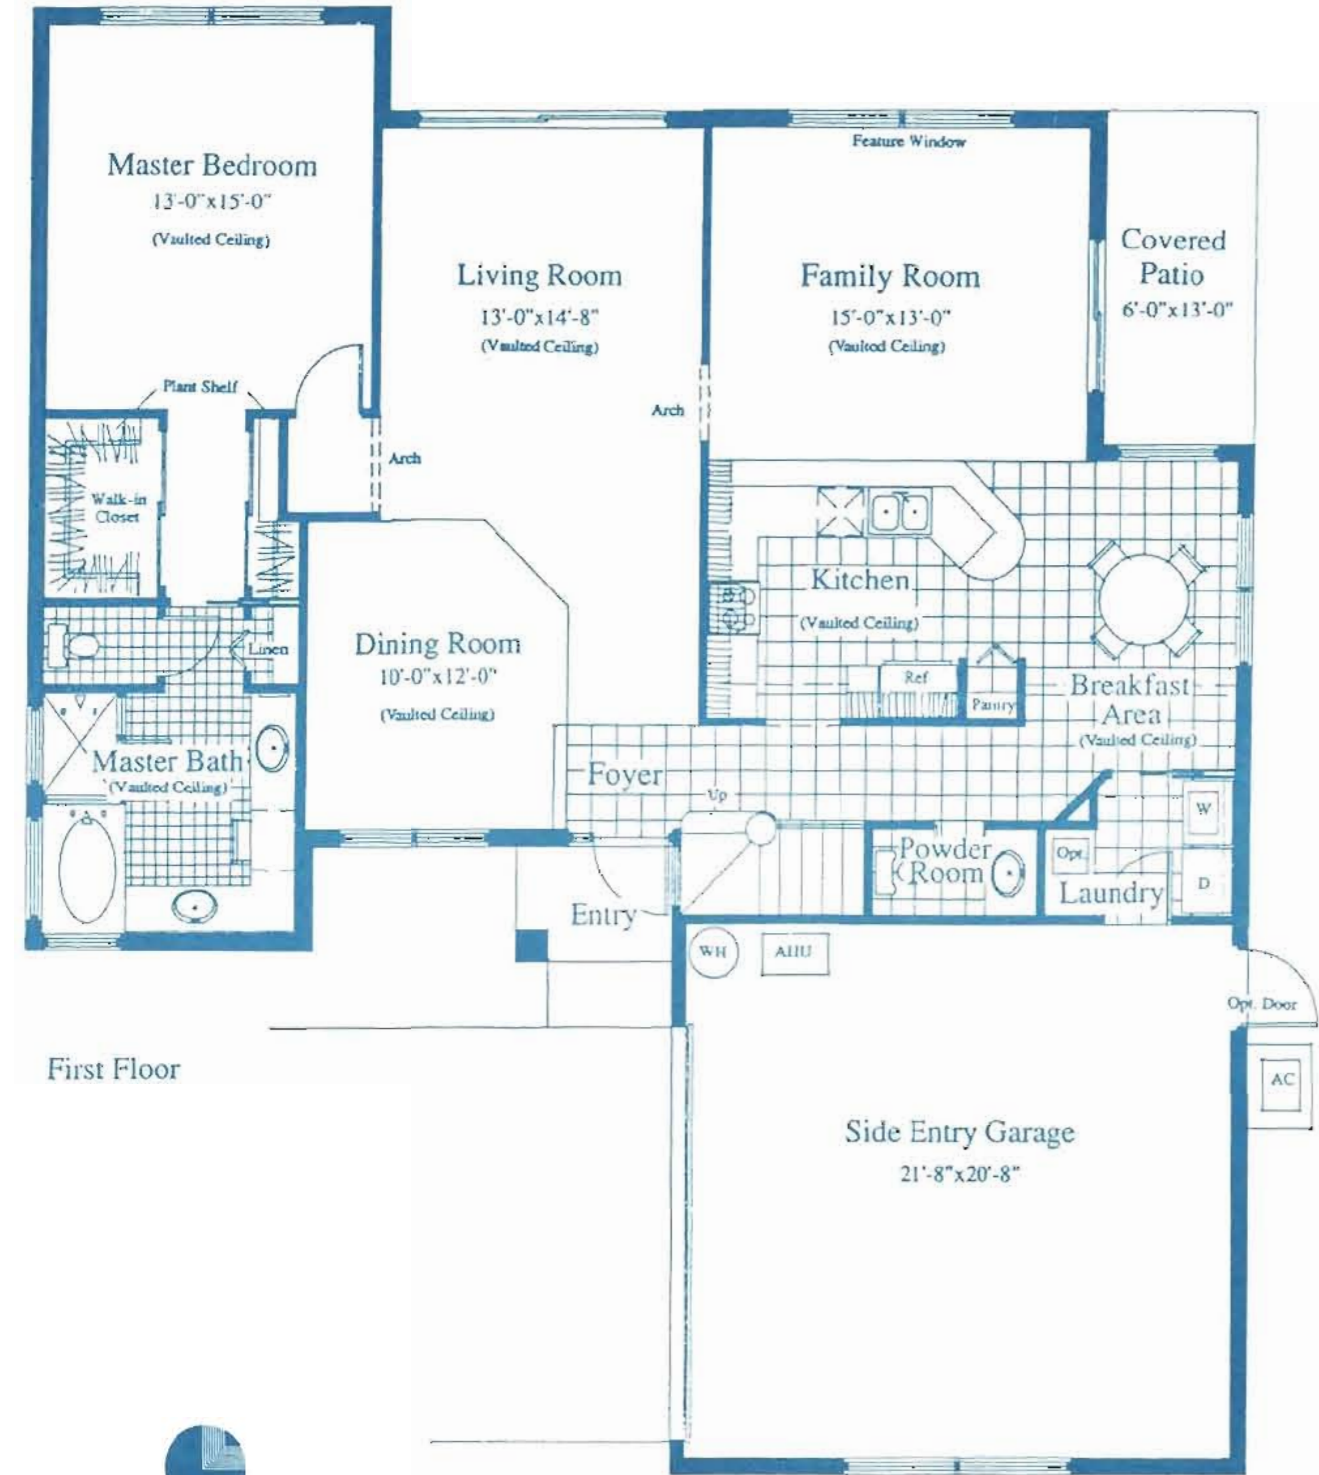 Master Bedroom
13'-0"x15'-0"
(Vaulted Ceiling)
Feature Window
Living Room
13'-0"x14'-8"
(Vaulted Ceiling)
Family Room
15'-0"x13'-0"
(Vaulted Ceiling)
Covered
Patio
6'-0"x13'-0"
Plant Shelf
Arch
Arch
Walk-in
Closet
Kitchen
(Vaulted Ceiling)
Dining Room
10'-0"x12'-0"
(Vaulted Ceiling)
Linen
Ref
Pantry
Breakfast
Area
(Vaulted Ceiling)
Master Bath
(Vaulted Ceiling)
Foyer
Up
W
Powder
Room
Opt.
Laundry
D
Entry
WH
AHU
Opt. Door
First Floor
AC
Side Entry Garage
21'-8"x20'-8"